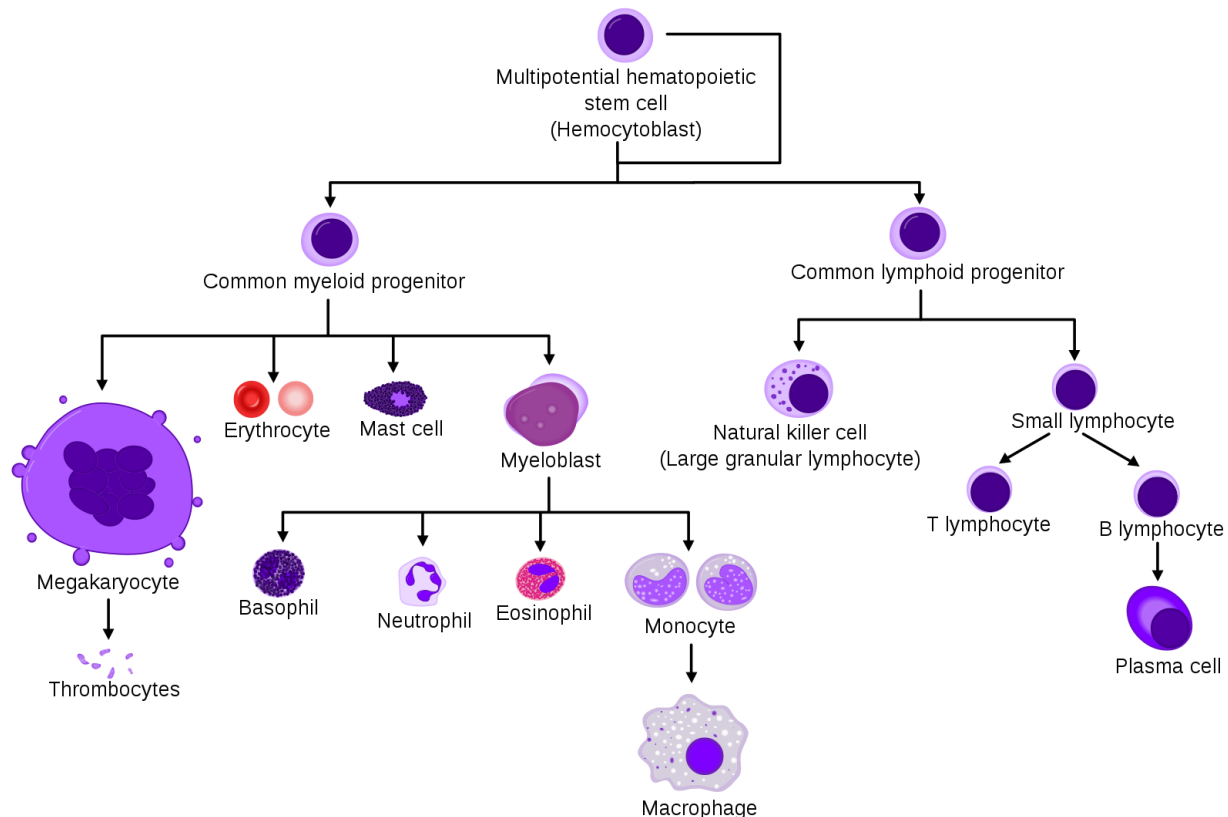 Multipotential hematopoietic
stem cell
(Hemocytoblast)
Common myeloid progenitor
Common lymphoid progenitor
Erythrocyte
Mast cell
Myeloblast
Natural killer cell
(Large granular lymphocyte)
Small lymphocyte
T lymphocyte
B lymphocyte
Megakaryocyte
Basophil
Neutrophil
Eosinophil
Monocyte
Plasma cell
Thrombocytes
Macrophage